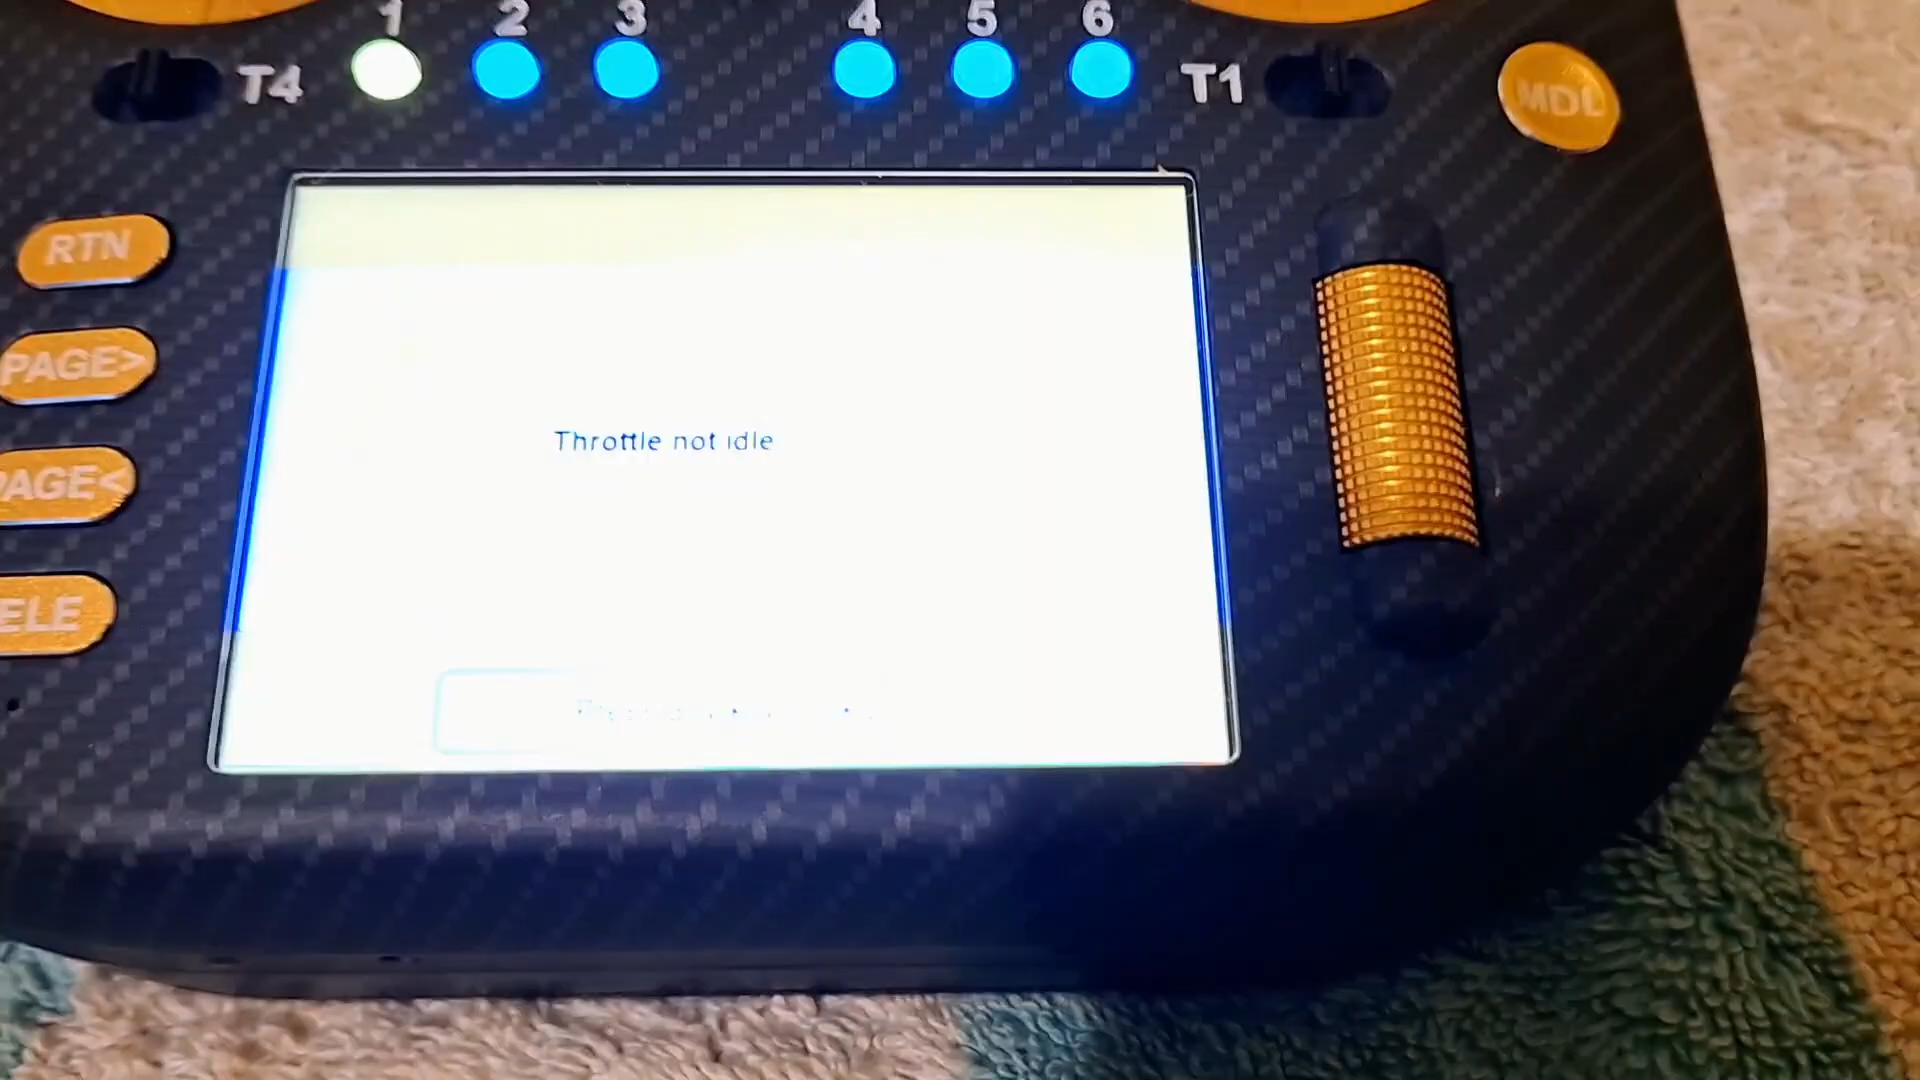 1 2 3 4 5 6
T4 T1 MDL
RTN
PAGE>
PAGE<
Throttle not idle
ELE